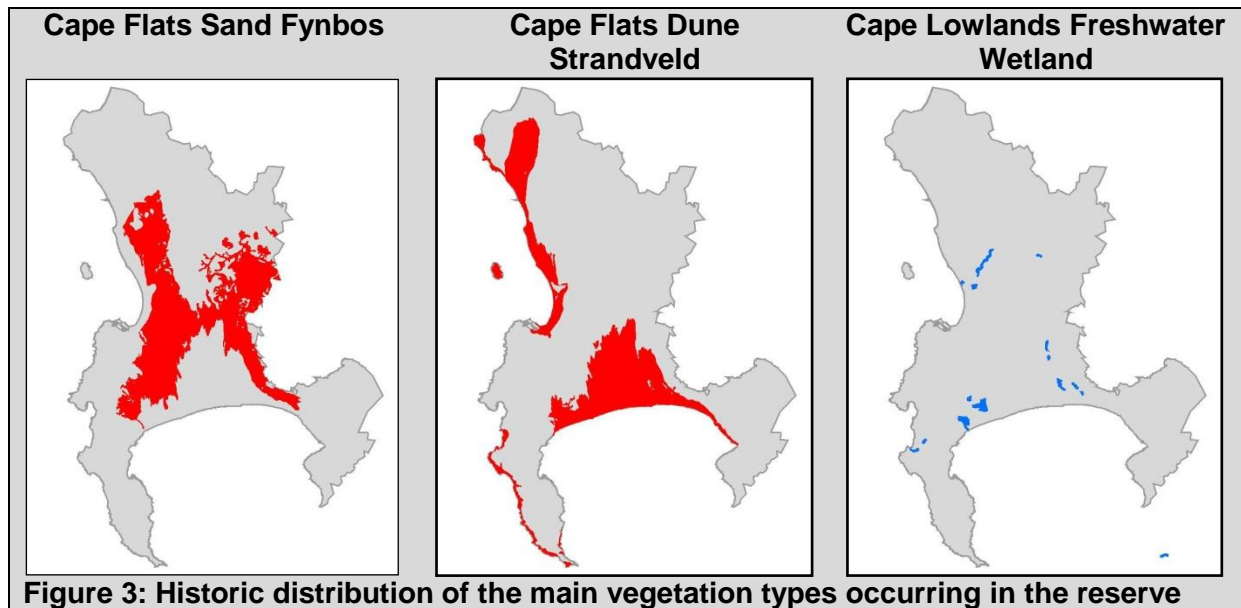 Cape Flats Sand Fynbos
Cape Flats Dune
Strandveld
Cape Lowlands Freshwater
Wetland
Figure 3: Historic distribution of the main vegetation types occurring in the reserve